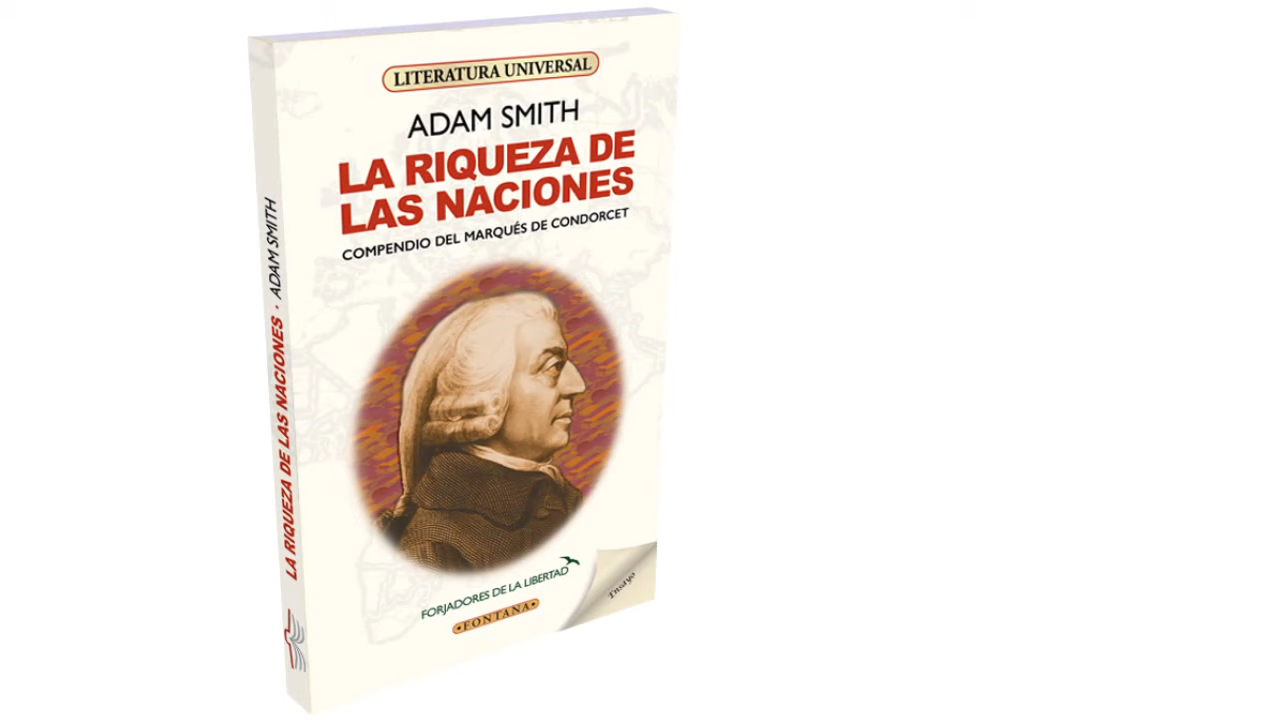 LITERATURA UNIVERSAL
ADAM SMITH
LA RIQUEZA DE
LAS NACIONES
COMPENDIO DEL MARQUÉS DE CONDORCET
FORJADORES DE LA LIBERTAD
•FONTANA•
Ensayo
LA RIQUEZA DE LAS NACIONES · ADAM SMITH